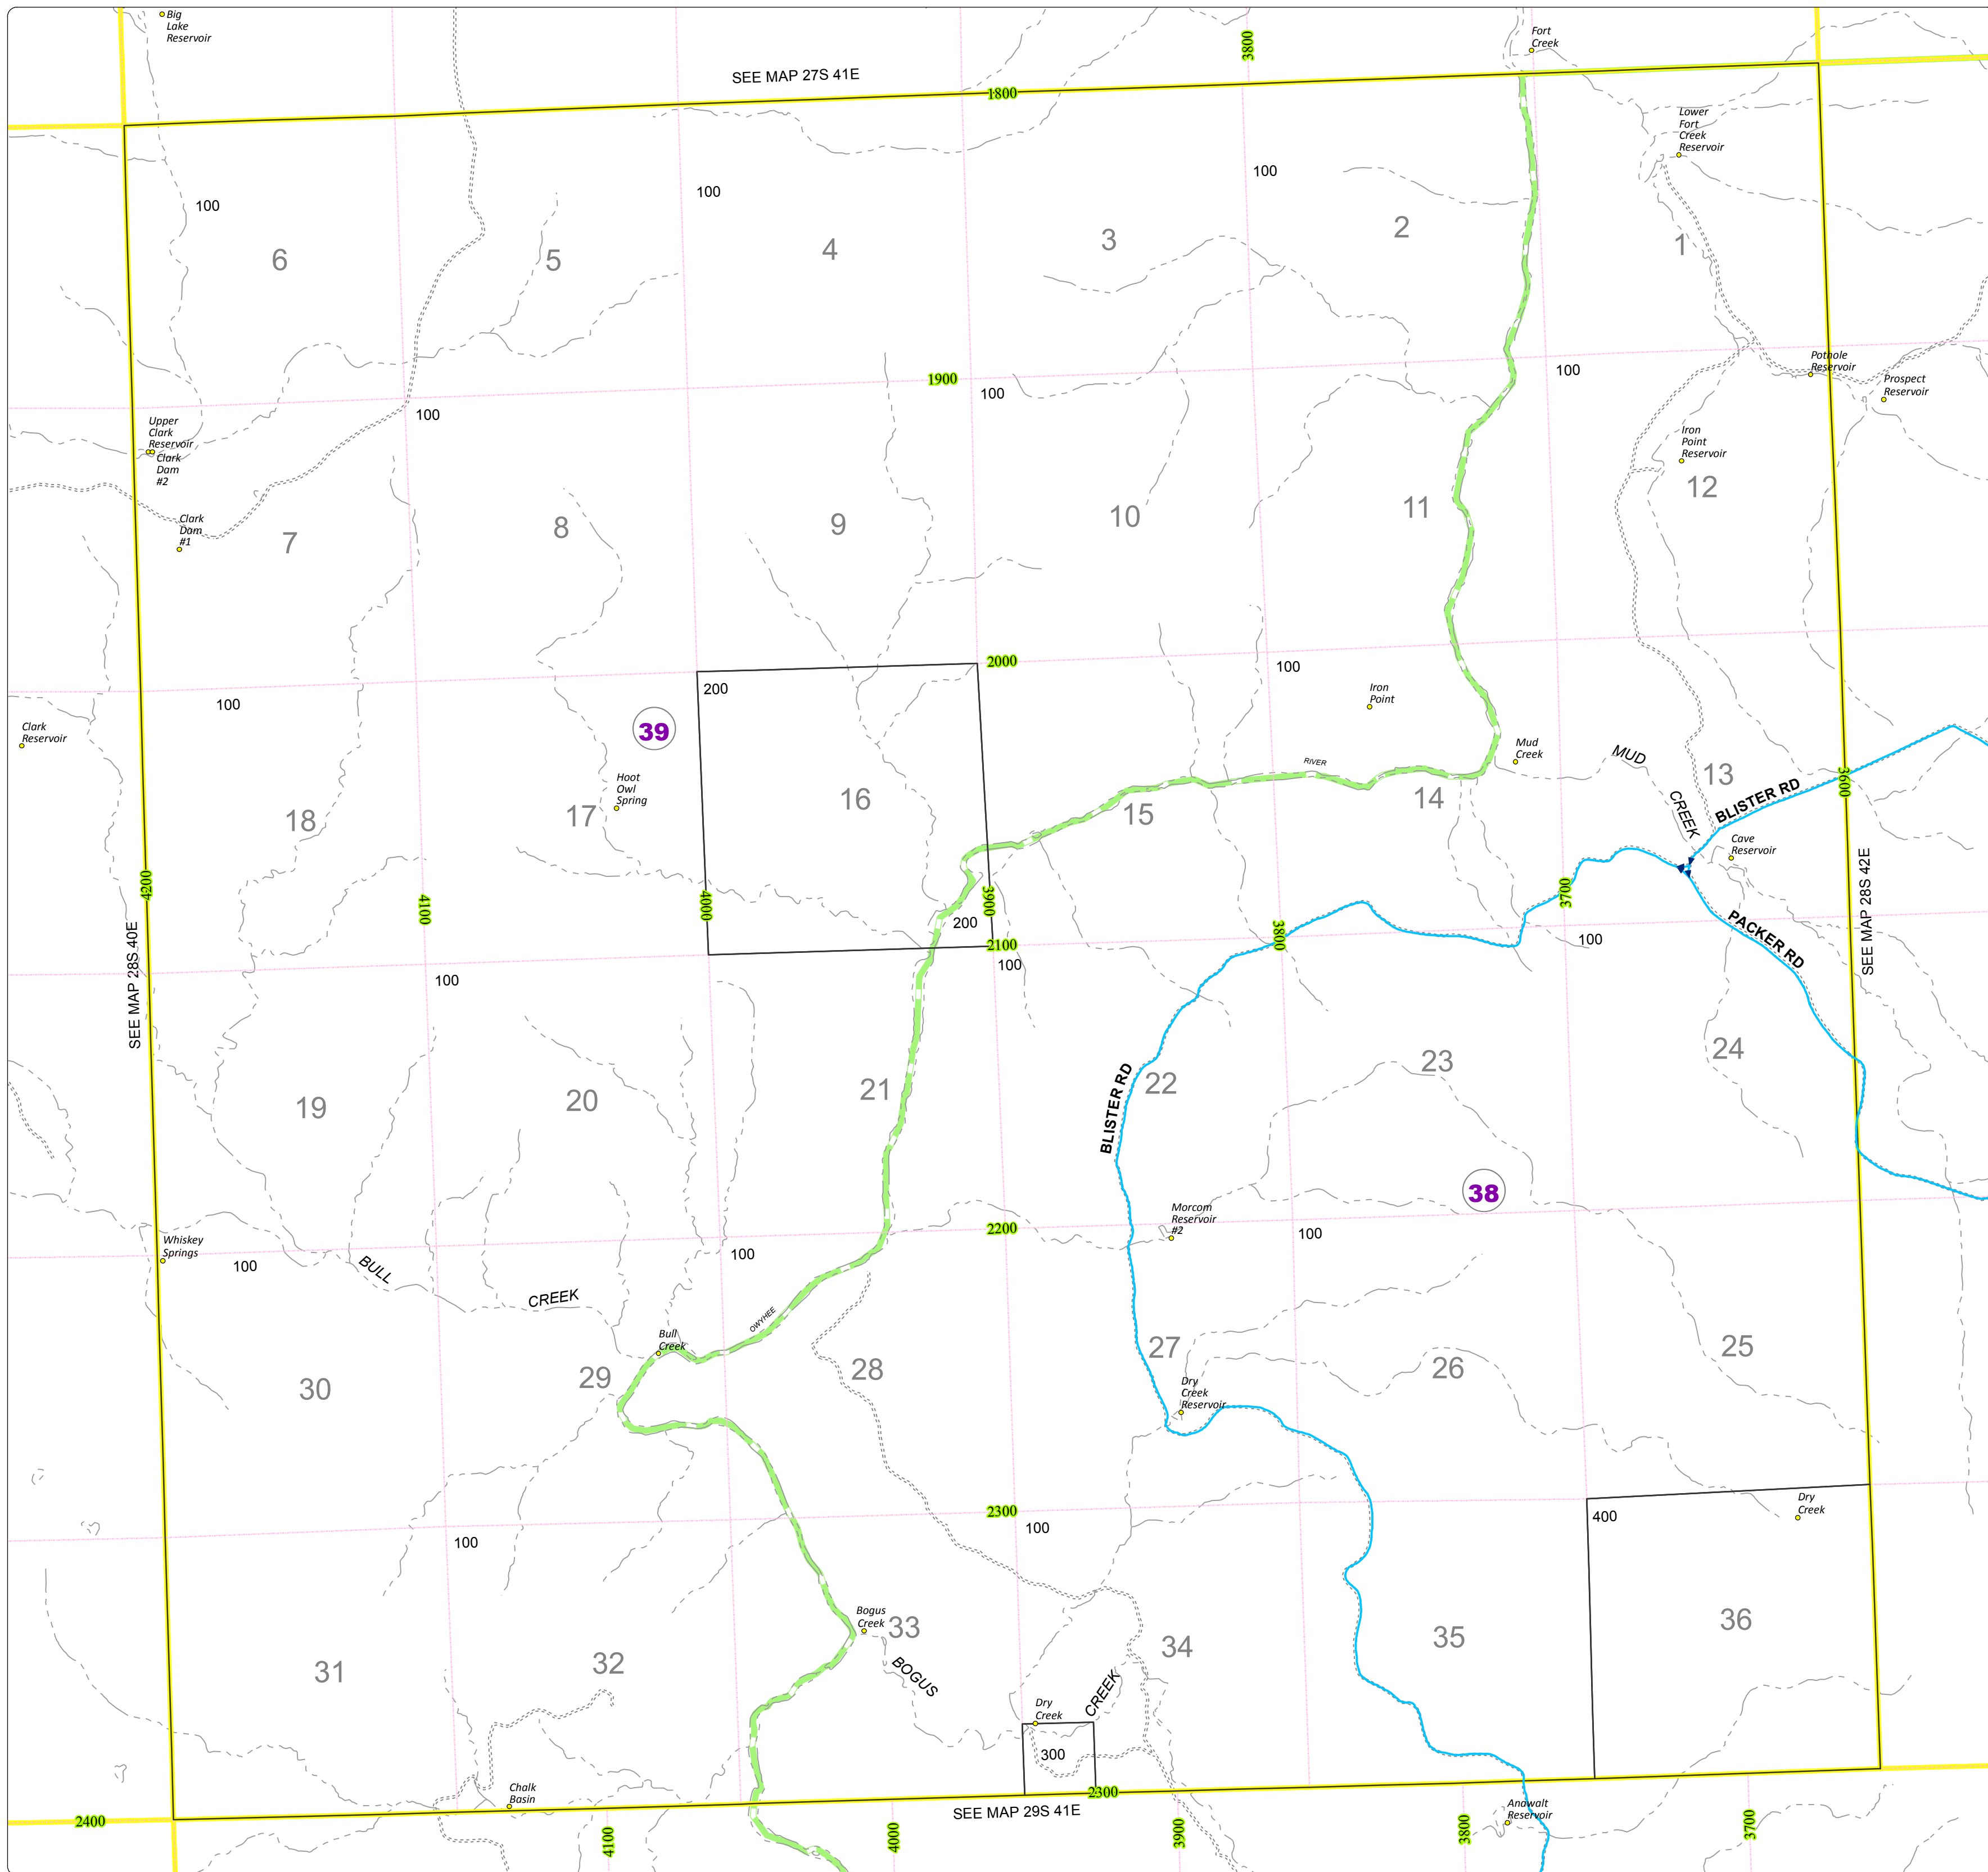 Big
Lake
Reservoir
SEE MAP 27S 41E
3800
Fort
Creek
1800
Lower
Fort
Creek
Reservoir
100
100
100
6
5
4
3
2
1
1900
100
100
100
Pothole
Reservoir
Prospect
Reservoir
Upper
Clark
Reservoir
Clark
Dam
#2
Iron
Point
Reservoir
Clark
Dam
#1
7
8
9
10
11
12
2000
100
100
200
Iron
Point
Clark
Reservoir
39
Mud
Creek
MUD
CREEK
RIVER
Hoot
Owl
Spring
18
17
16
15
14
13
BLISTER RD
3600
Cave
Reservoir
4200
4100
4000
3900
3800
3700
200
2100
100
100
100
PACKER RD
SEE MAP 28S 40E
SEE MAP 28S 42E
19
20
21
22
23
24
BLISTER RD
38
Morcom
Reservoir
#2
2200
Whiskey
Springs
100
100
100
BULL
CREEK
OWYHEE
Bull
Creek
30
29
28
27
26
25
Dry
Creek
Reservoir
2300
100
100
400
Dry
Creek
Bogus
Creek
31
32
33
34
35
36
BOGUS
CREEK
Dry
Creek
300
Chalk
Basin
2400
2300
SEE MAP 29S 41E
Anawalt
Reservoir
4100
4000
3900
3800
3700